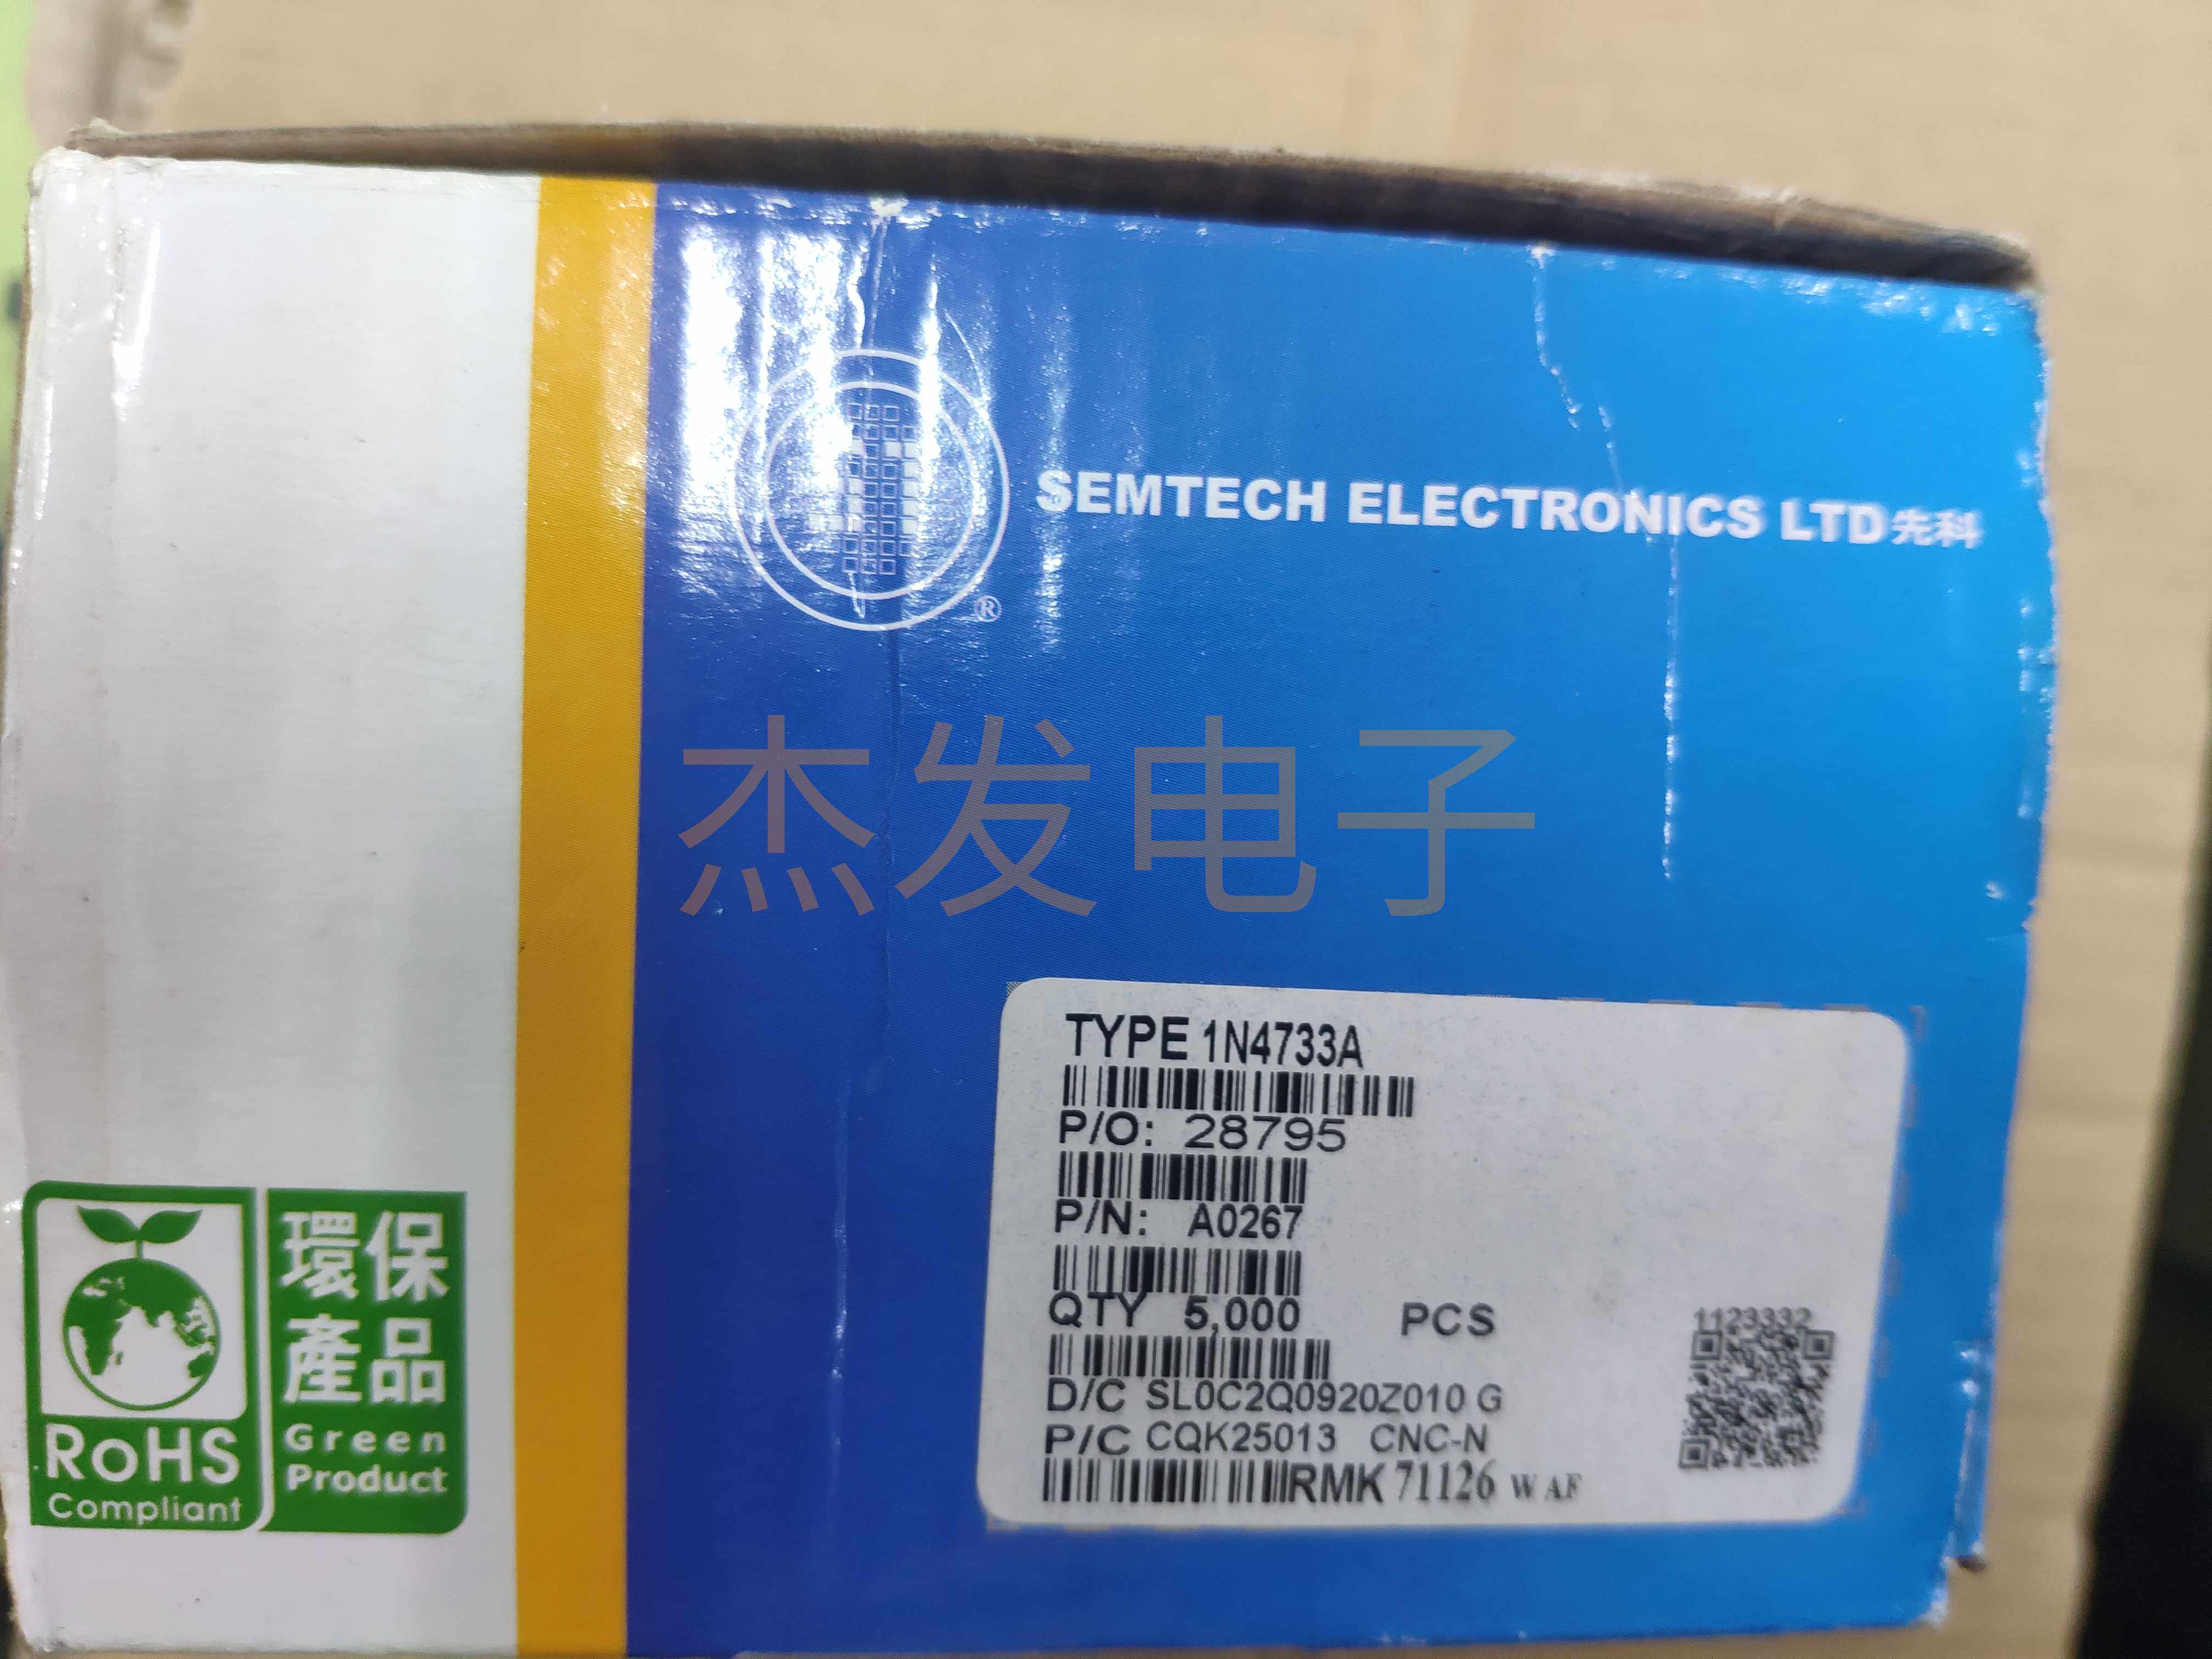 SEMTECH ELECTRONICS LTD先科
®
杰发电子
TYPE 1N4733A
P/O: 28795
P/N: A0267
QTY 5,000 PCS
1123332
D/C SL0C2Q0920Z010 G
P/C CQK25013 CNC-N
RMK 71126 W AF
環保
產品
Green
Product
RoHS
Compliant